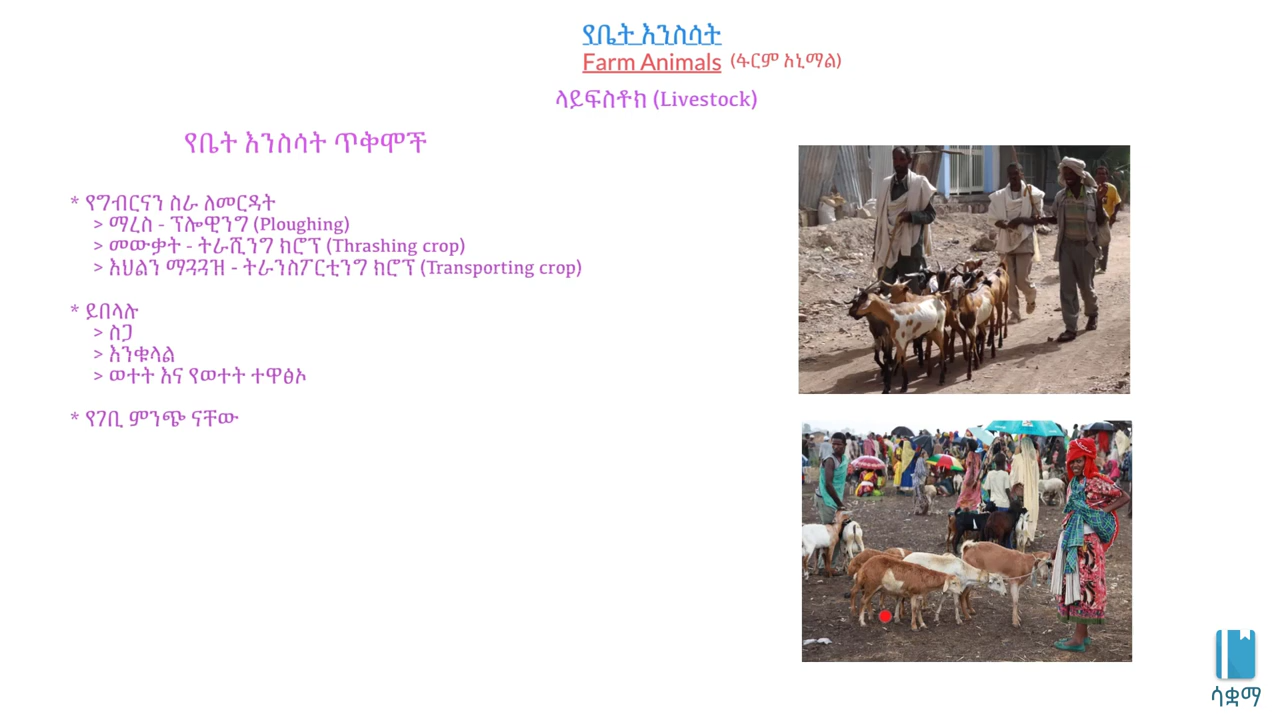 የቤት እንስሳት
Farm Animals (ፋርም አኒማል)
ላይፍስቶክ (Livestock)
የቤት እንስሳት ጥቅሞች
* የግብርናን ስራ ለመርዳት
> ማረስ - ፕሎዊንግ (Ploughing)
> መውቃት - ትራሺንግ ክሮፕ (Thrashing crop)
> እህልን ማጓጓዝ - ትራንስፖርቲንግ ክሮፕ (Transporting crop)
* ይበላሉ
> ስጋ
> እንቁላል
> ወተት እና የወተት ተዋፅኦ
* የገቢ ምንጭ ናቸው
ሳቋማ